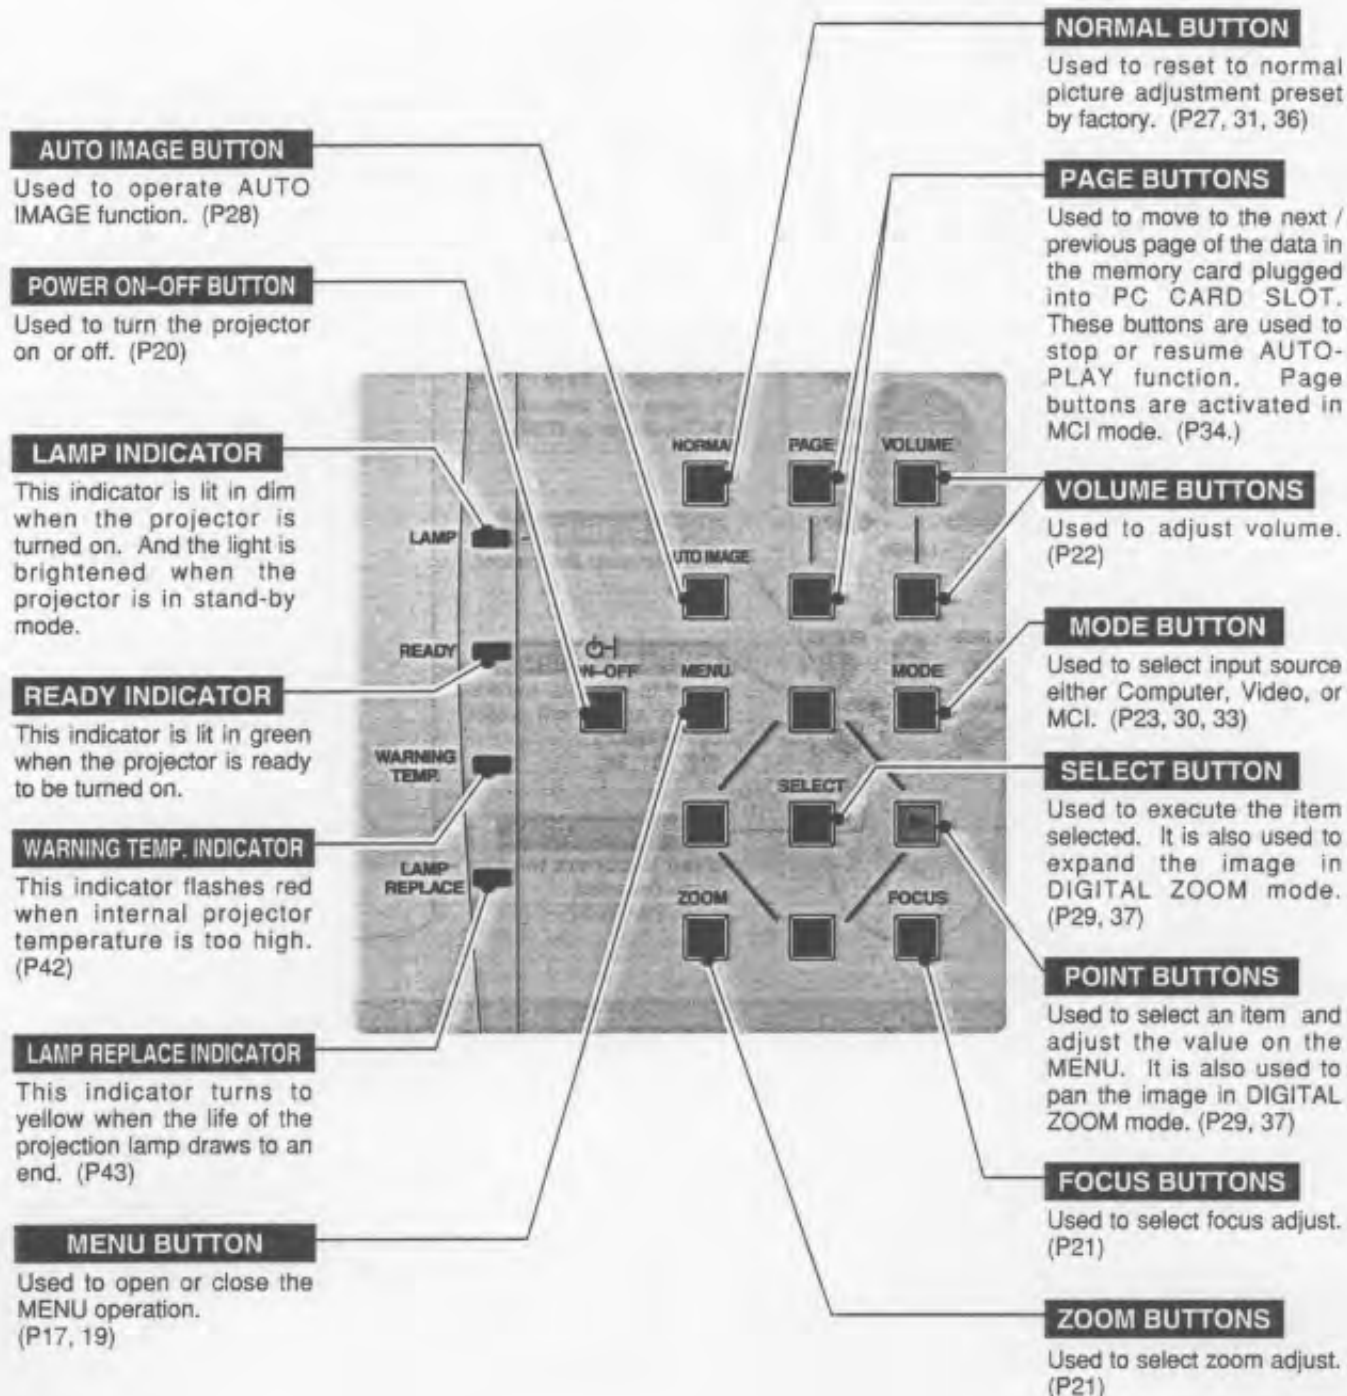 AUTO IMAGE BUTTON
Used to operate AUTO
IMAGE function. (P28)
POWER ON–OFF BUTTON
Used to turn the projector
on or off. (P20)
LAMP INDICATOR
This indicator is lit in dim
when the projector is
turned on. And the light is
brightened when the
projector is in stand-by
mode.
READY INDICATOR
This indicator is lit in green
when the projector is ready
to be turned on.
WARNING TEMP. INDICATOR
This indicator flashes red
when internal projector
temperature is too high.
(P42)
LAMP REPLACE INDICATOR
This indicator turns to
yellow when the life of the
projection lamp draws to an
end. (P43)
MENU BUTTON
Used to open or close the
MENU operation.
(P17, 19)
NORMA
PAGE
VOLUME
LAMP
UTO IMAGE
READY
N–OFF
MENU
MODE
WARNING
TEMP.
SELECT
LAMP
REPLACE
ZOOM
FOCUS
NORMAL BUTTON
Used to reset to normal
picture adjustment preset
by factory. (P27, 31, 36)
PAGE BUTTONS
Used to move to the next /
previous page of the data in
the memory card plugged
into PC CARD SLOT.
These buttons are used to
stop or resume AUTO-
PLAY function. Page
buttons are activated in
MCI mode. (P34.)
VOLUME BUTTONS
Used to adjust volume.
(P22)
MODE BUTTON
Used to select input source
either Computer, Video, or
MCI. (P23, 30, 33)
SELECT BUTTON
Used to execute the item
selected. It is also used to
expand the image in
DIGITAL ZOOM mode.
(P29, 37)
POINT BUTTONS
Used to select an item and
adjust the value on the
MENU. It is also used to
pan the image in DIGITAL
ZOOM mode. (P29, 37)
FOCUS BUTTONS
Used to select focus adjust.
(P21)
ZOOM BUTTONS
Used to select zoom adjust.
(P21)